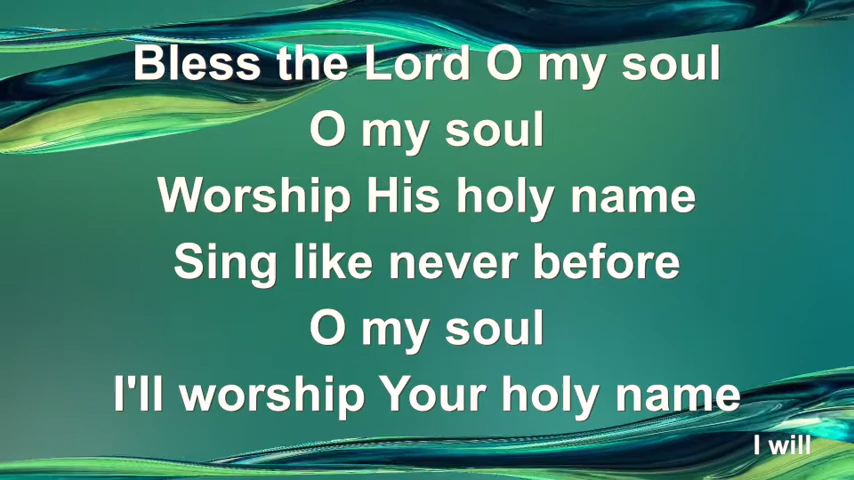 Bless the Lord O my soul
O my soul
Worship His holy name
Sing like never before
O my soul
I'll worship Your holy name
I will